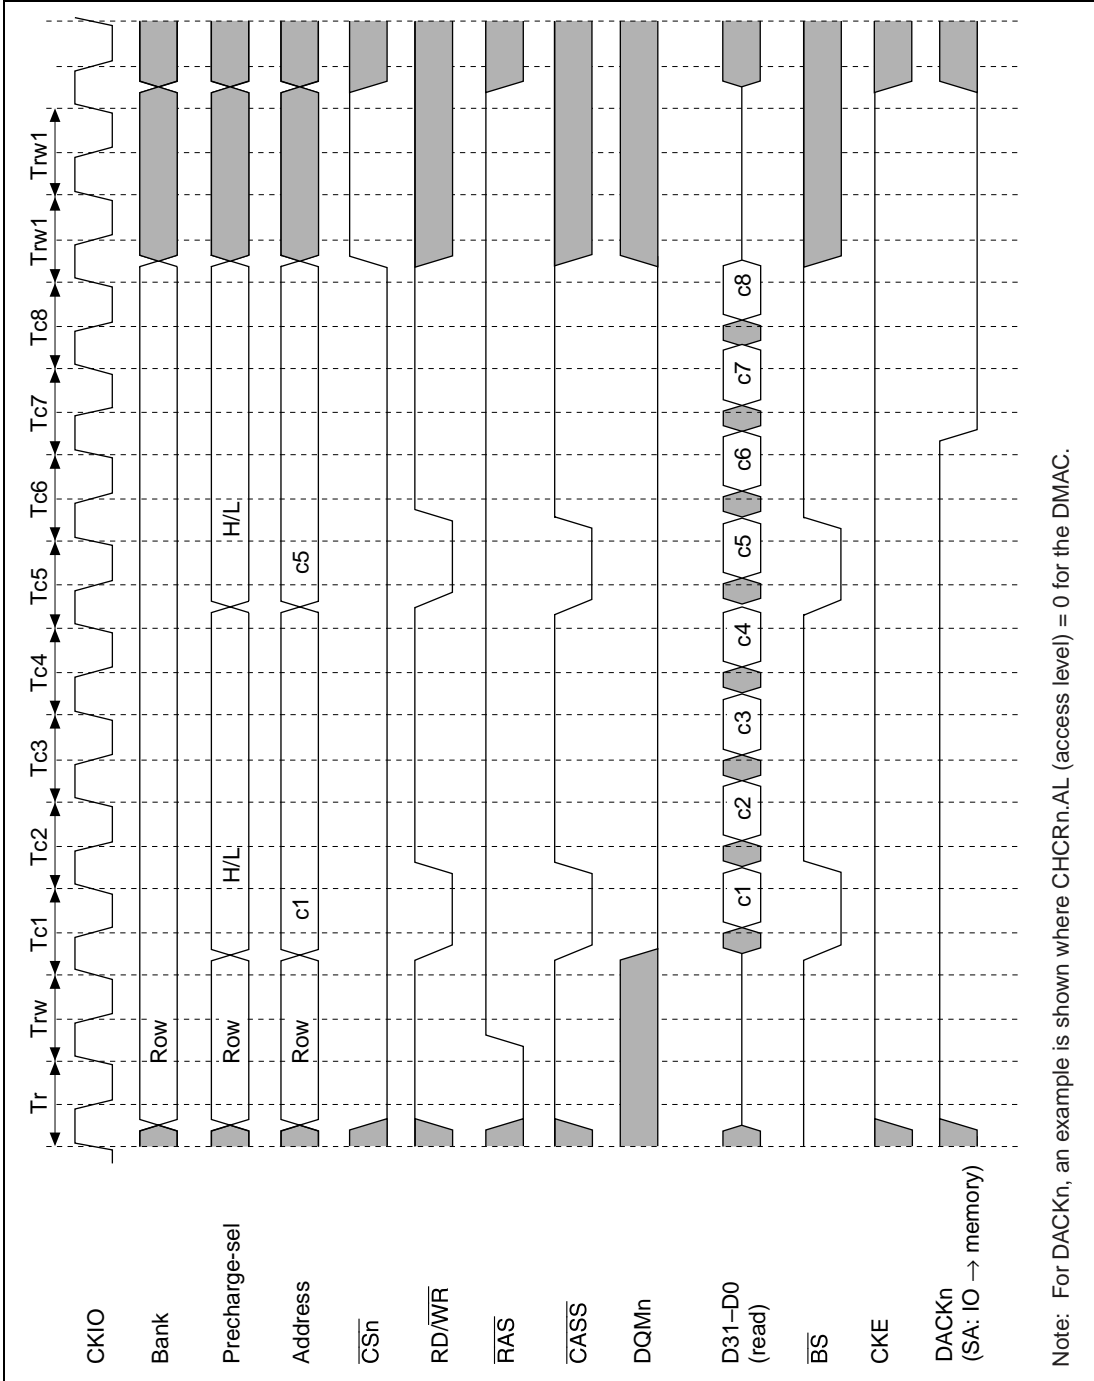 Tr Trw Tc1 Tc2 Tc3 Tc4 Tc5 Tc6 Tc7 Tc8 Trw1 Trw1
CKIO
Bank Row
Precharge-sel Row H/L H/L
Address Row c1 c5
CSn
RD/WR
RAS
CASS
DQMn
D31–D0 c1 c2 c3 c4 c5 c6 c7 c8
(read)
BS
CKE
DACKn
(SA: IO → memory)
Note: For DACKn, an example is shown where CHCRn.AL (access level) = 0 for the DMAC.